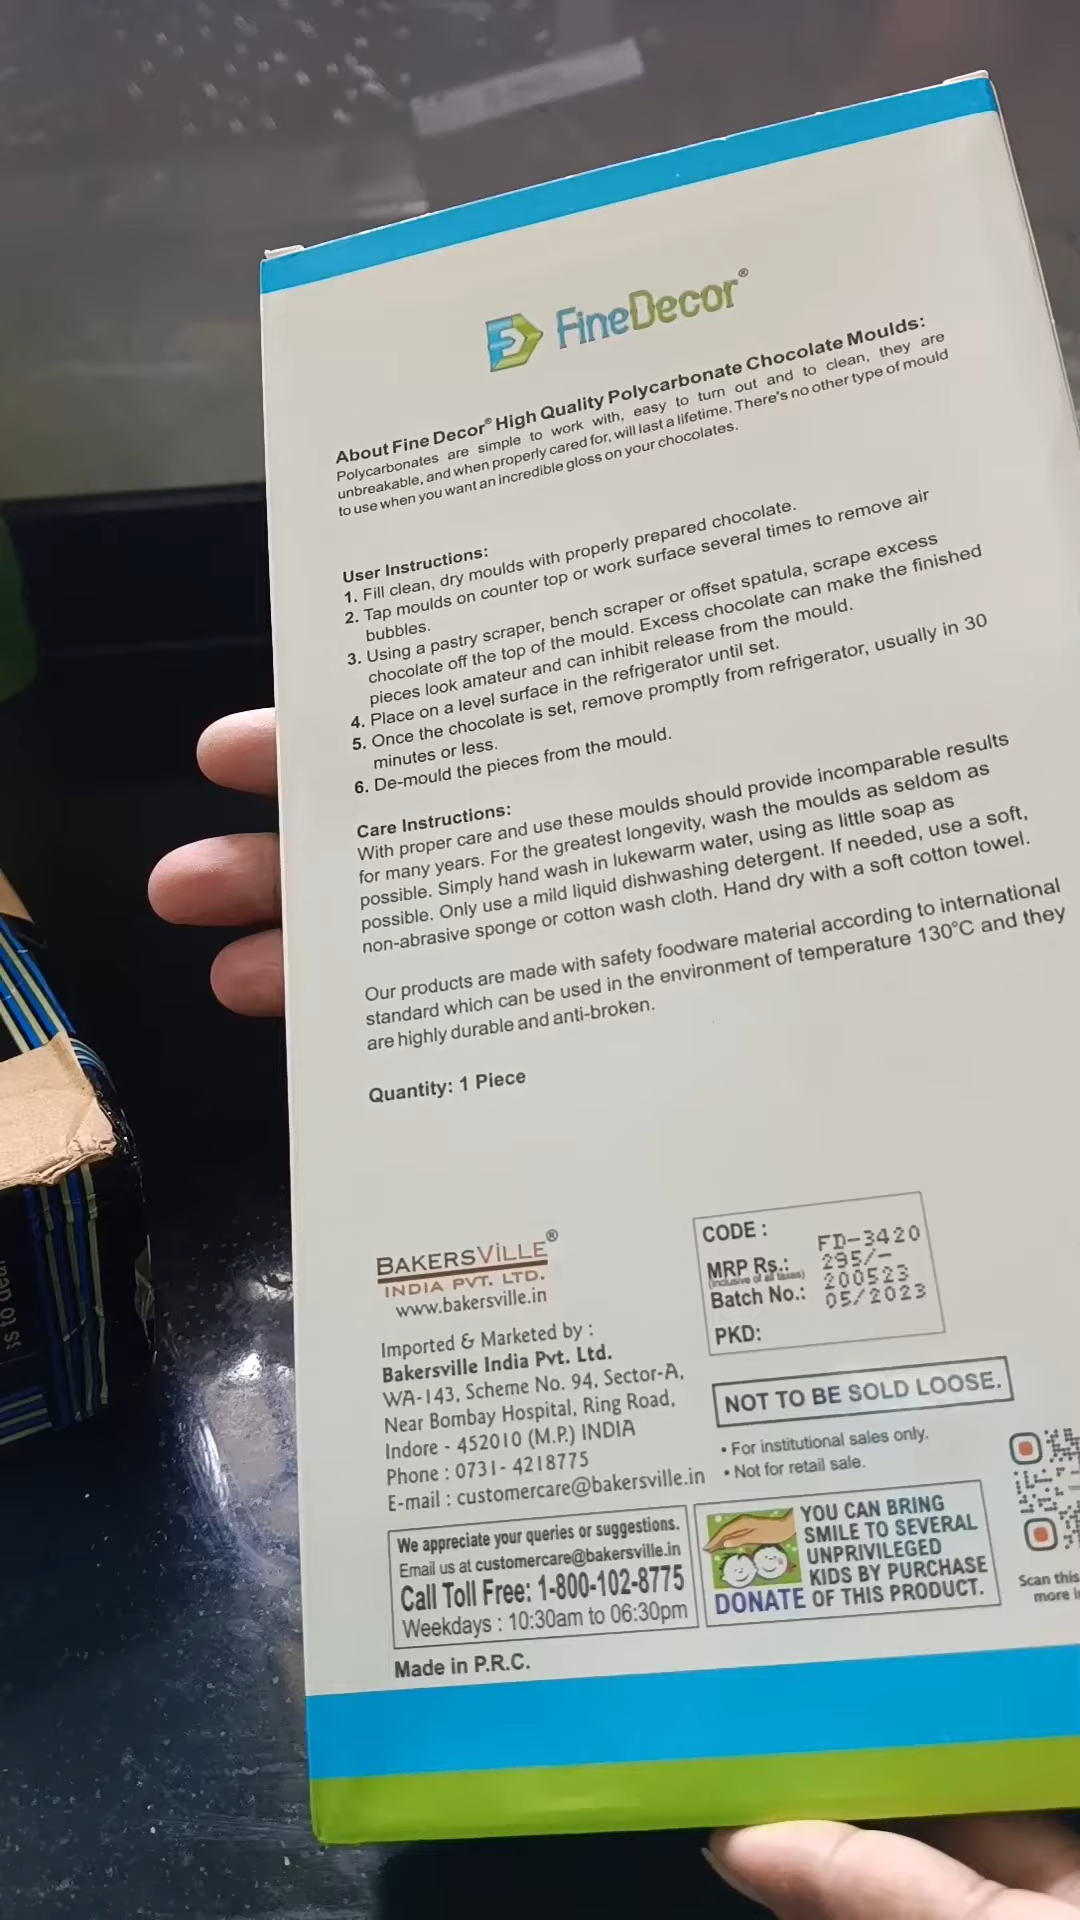 FineDecor®
About Fine Decor® High Quality Polycarbonate Chocolate Moulds:
Polycarbonates are simple to work with, easy to turn out and to clean, they are
unbreakable, and when properly cared for, will last a lifetime. There's no other type of mould
to use when you want an incredible gloss on your chocolates.
User Instructions:
1. Fill clean, dry moulds with properly prepared chocolate.
2. Tap moulds on counter top or work surface several times to remove air
bubbles.
3. Using a pastry scraper, bench scraper or offset spatula, scrape excess
chocolate off the top of the mould. Excess chocolate can make the finished
pieces look amateur and can inhibit release from the mould.
4. Place on a level surface in the refrigerator until set.
5. Once the chocolate is set, remove promptly from refrigerator, usually in 30
minutes or less.
6. De-mould the pieces from the mould.
Care Instructions:
With proper care and use these moulds should provide incomparable results
for many years. For the greatest longevity, wash the moulds as seldom as
possible. Simply hand wash in lukewarm water, using as little soap as
possible. Only use a mild liquid dishwashing detergent. If needed, use a soft,
non-abrasive sponge or cotton wash cloth. Hand dry with a soft cotton towel.
Our products are made with safety foodware material according to international
standard which can be used in the environment of temperature 130°C and they
are highly durable and anti-broken.
Quantity: 1 Piece
BAKERSVİLLE®
INDIA PVT. LTD.
www.bakersville.in
Imported & Marketed by :
Bakersville India Pvt. Ltd.
WA-143, Scheme No. 94, Sector-A,
Near Bombay Hospital, Ring Road,
Indore - 452010 (M.P.) INDIA
Phone : 0731- 4218775
E-mail : customercare@bakersville.in
CODE : FD-3420
MRP Rs.: 295/-
(Inclusive of all taxes)
Batch No.: 200523
05/2023
PKD:
NOT TO BE SOLD LOOSE.
• For institutional sales only.
• Not for retail sale.
We appreciate your queries or suggestions.
Email us at customercare@bakersville.in
Call Toll Free: 1-800-102-8775
Weekdays : 10:30am to 06:30pm
YOU CAN BRING
SMILE TO SEVERAL
UNPRIVILEGED
KIDS BY PURCHASE
DONATE OF THIS PRODUCT.
Scan this
more
Made in P.R.C.